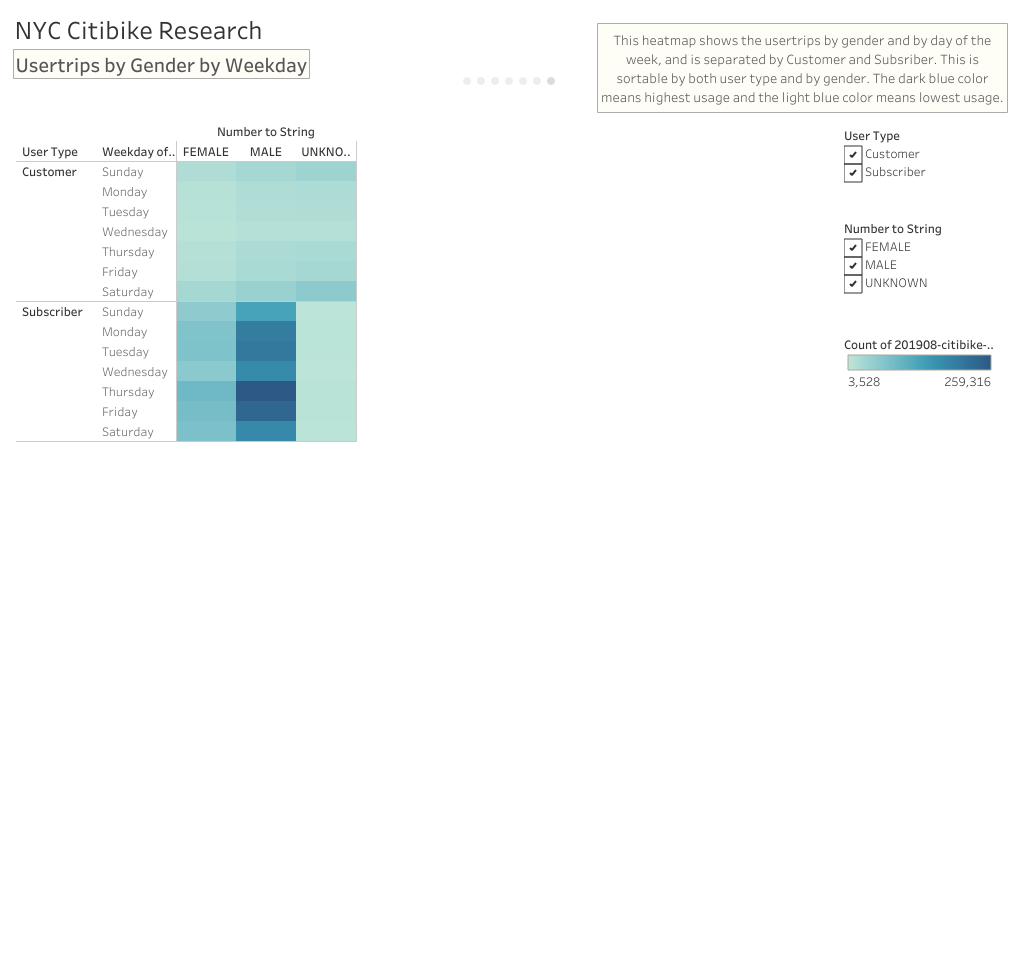 NYC Citibike Research
Usertrips by Gender by Weekday
This heatmap shows the usertrips by gender and by day of the
week, and is separated by Customer and Subsriber. This is
sortable by both user type and by gender. The dark blue color
means highest usage and the light blue color means lowest usage.
Number to String
User Type Weekday of.. FEMALE MALE UNKNO..
Customer Sunday
Monday
Tuesday
Wednesday
Thursday
Friday
Saturday
Subscriber Sunday
Monday
Tuesday
Wednesday
Thursday
Friday
Saturday
User Type
Customer
Subscriber
Number to String
FEMALE
MALE
UNKNOWN
Count of 201908-citibike-..
3,528 259,316